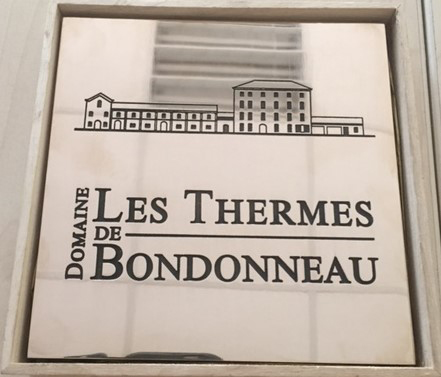 DOMAINE
LES THERMES
DE
BONDONNEAU